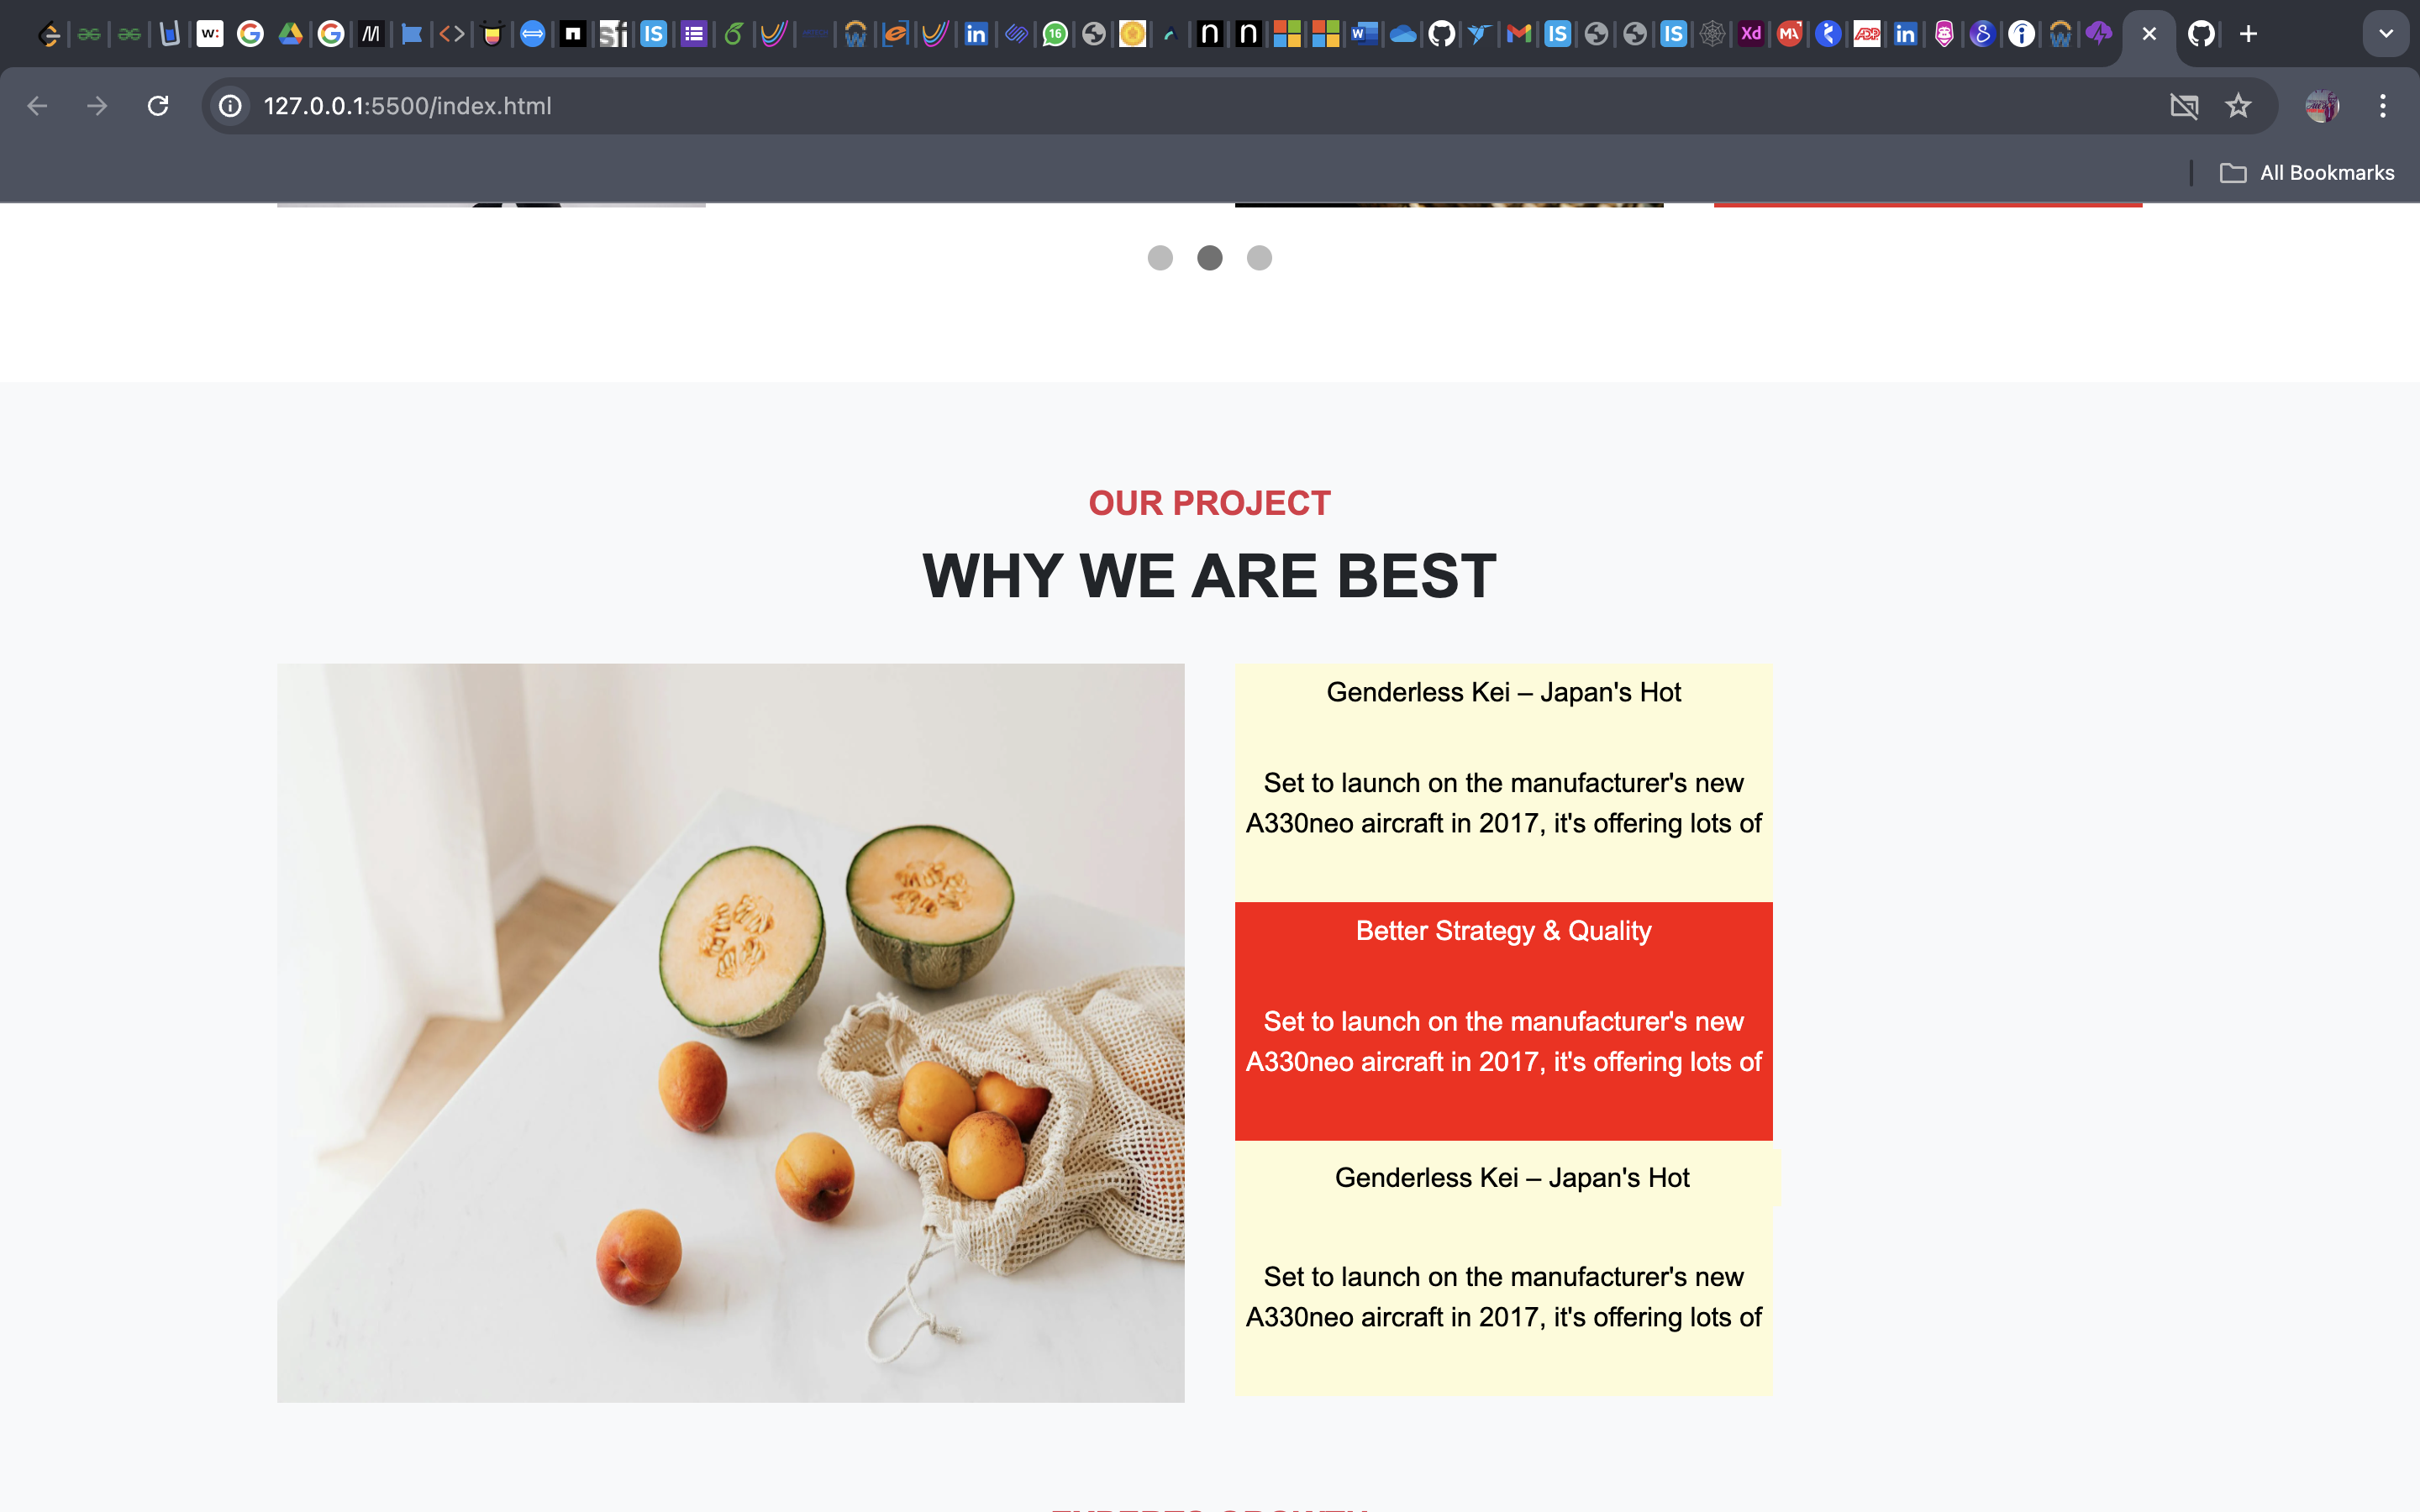 127.0.0.1:5500/index.html
All Bookmarks
OUR PROJECT
WHY WE ARE BEST
Genderless Kei – Japan's Hot
Set to launch on the manufacturer's new
A330neo aircraft in 2017, it's offering lots of
Better Strategy & Quality
Set to launch on the manufacturer's new
A330neo aircraft in 2017, it's offering lots of
Genderless Kei – Japan's Hot
Set to launch on the manufacturer's new
A330neo aircraft in 2017, it's offering lots of